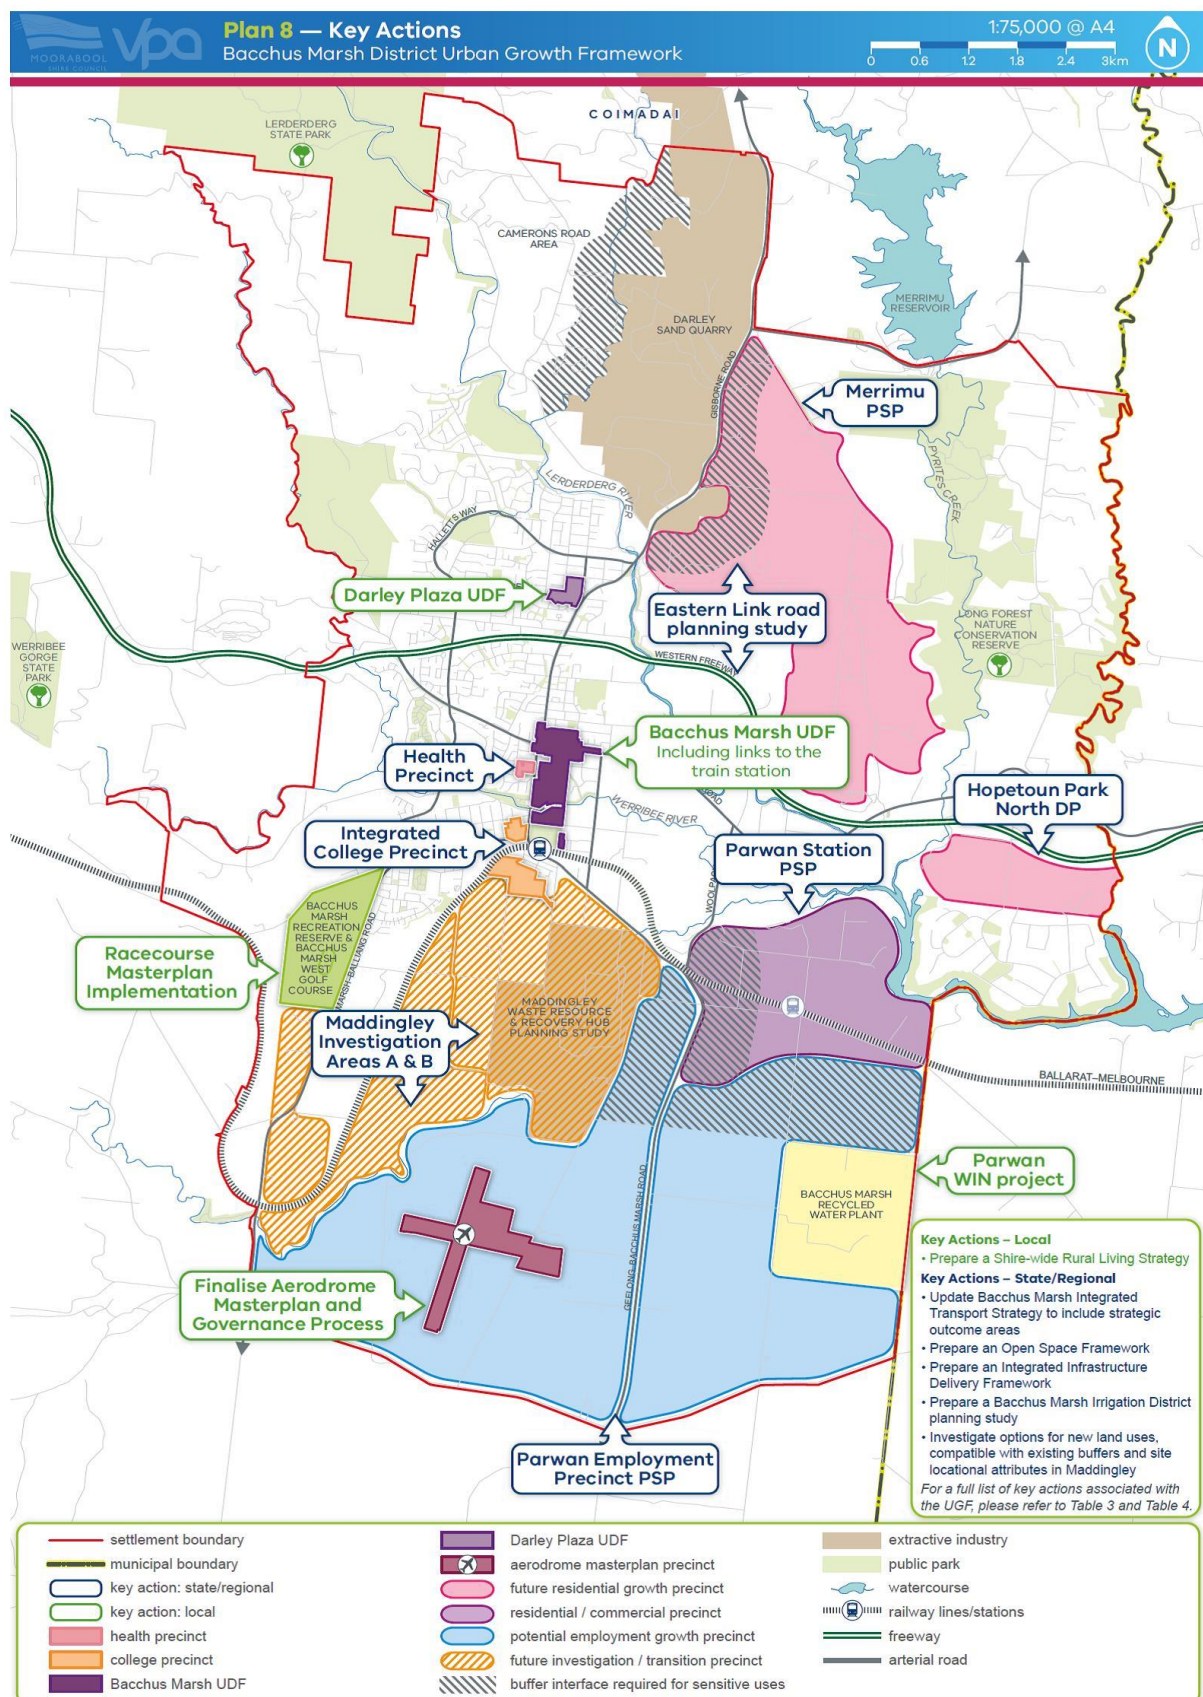 MOORABOOL
SHIRE COUNCIL
vpa
Plan 8 — Key Actions
Bacchus Marsh District Urban Growth Framework
1:75,000 @ A4
0 0.6 1.2 1.8 2.4 3km
N
COIMADAI
LERDERDERG
STATE PARK
CAMERONS ROAD
AREA
DARLEY
SAND QUARRY
MERRIMU
RESERVOIR
GISBORNE ROAD
Merrimu
PSP
PYRITES CREEK
LERDERDERG RIVER
HALLETTS WAY
Darley Plaza UDF
Eastern Link road
planning study
LONG FOREST
NATURE
CONSERVATION
RESERVE
WERRIBEE
GORGE
STATE
PARK
WESTERN FREEWAY
Bacchus Marsh UDF
Including links to the
train station
Health
Precinct
Hopetoun Park
North DP
WERRIBEE RIVER
Integrated
College Precinct
Parwan Station
PSP
BACCHUS
MARSH
RECREATION
RESERVE &
BACCHUS
MARSH
WEST
GOLF
COURSE
Racecourse
Masterplan
Implementation
MARSH-BALLIANG ROAD
MADDINGLEY
WASTE RESOURCE
& RECOVERY HUB
PLANNING STUDY
Maddingley
Investigation
Areas A & B
BALLARAT–MELBOURNE
Parwan
WIN project
BACCHUS MARSH
RECYCLED
WATER PLANT
GEELONG-BACCHUS MARSH ROAD
Finalise Aerodrome
Masterplan and
Governance Process
Parwan Employment
Precinct PSP
Key Actions – Local
• Prepare a Shire-wide Rural Living Strategy
Key Actions – State/Regional
• Update Bacchus Marsh Integrated
Transport Strategy to include strategic
outcome areas
• Prepare an Open Space Framework
• Prepare an Integrated Infrastructure
Delivery Framework
• Prepare a Bacchus Marsh Irrigation District
planning study
• Investigate options for new land uses,
compatible with existing buffers and site
locational attributes in Maddingley
For a full list of key actions associated with
the UGF, please refer to Table 3 and Table 4.
settlement boundary
municipal boundary
key action: state/regional
key action: local
health precinct
college precinct
Bacchus Marsh UDF
Darley Plaza UDF
aerodrome masterplan precinct
future residential growth precinct
residential / commercial precinct
potential employment growth precinct
future investigation / transition precinct
buffer interface required for sensitive uses
extractive industry
public park
watercourse
railway lines/stations
freeway
arterial road